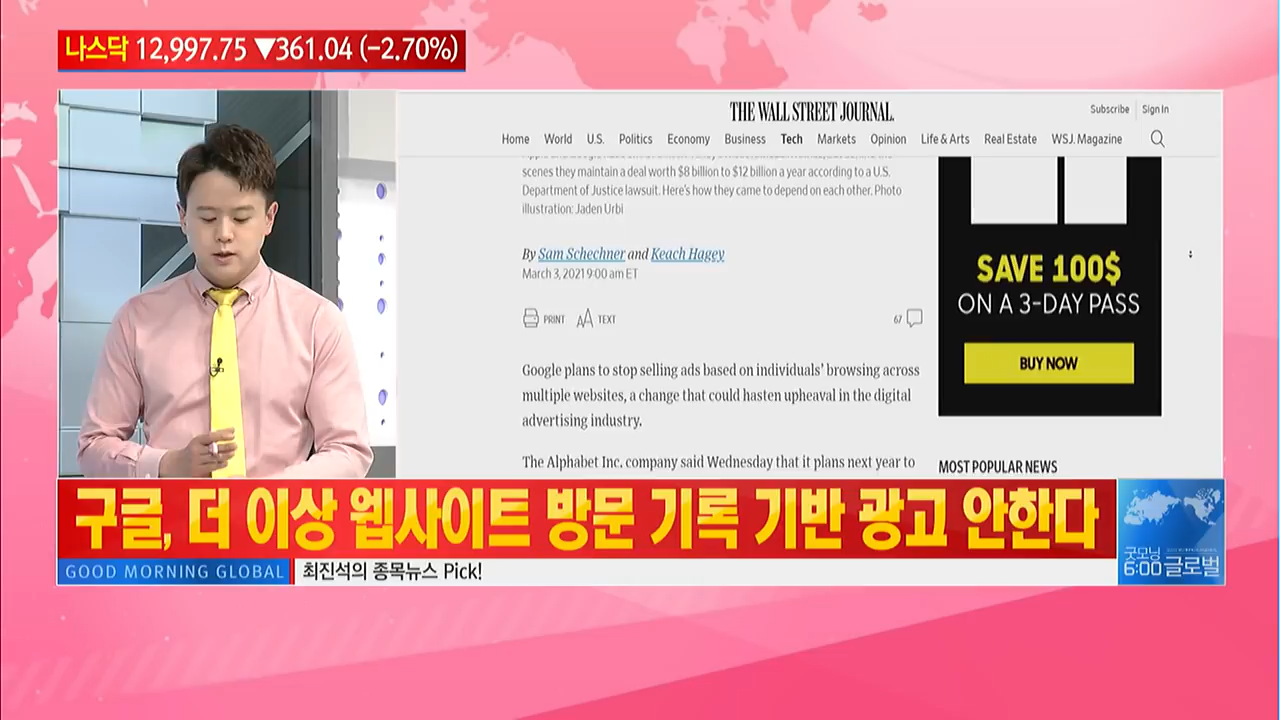 나스닥 12,997.75 ▼361.04 (-2.70%)
THE WALL STREET JOURNAL.
Subscribe Sign In
Home World U.S. Politics Economy Business Tech Markets Opinion Life & Arts Real Estate WSJ. Magazine
scenes they maintain a deal worth $8 billion to $12 billion a year according to a U.S.
Department of Justice lawsuit. Here's how they came to depend on each other. Photo
illustration: Jaden Urbi
By Sam Schechner and Keach Hagey
March 3, 2021 9:00 am ET
PRINT TEXT
67
Google plans to stop selling ads based on individuals' browsing across
multiple websites, a change that could hasten upheaval in the digital
advertising industry.
The Alphabet Inc. company said Wednesday that it plans next year to
SAVE 100$
ON A 3-DAY PASS
BUY NOW
MOST POPULAR NEWS
구글, 더 이상 웹사이트 방문 기록 기반 광고 안한다
GOOD MORNING GLOBAL 최진석의 종목뉴스 Pick!
굿모닝
6:00 글로벌